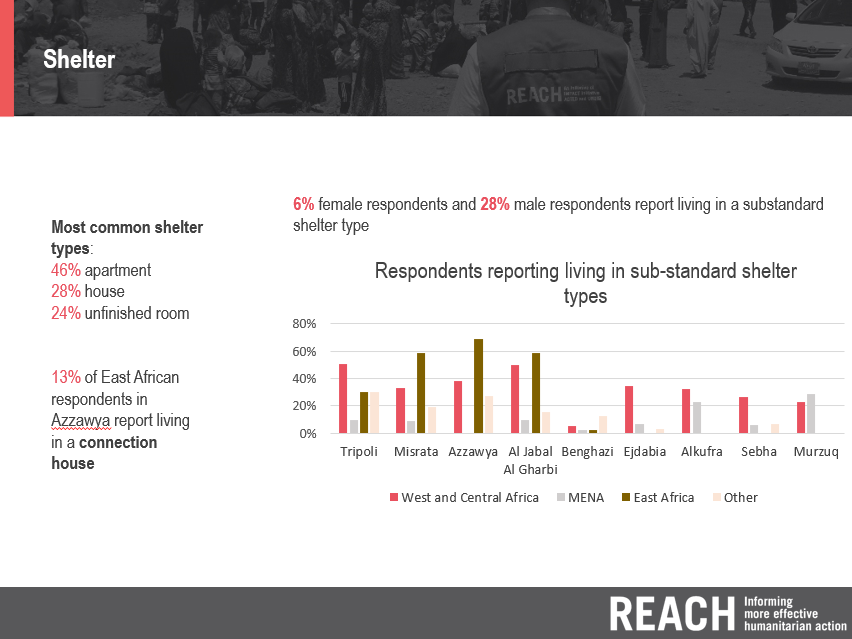 Shelter
REACH
Most common shelter
types:
46% apartment
28% house
24% unfinished room
13% of East African
respondents in
Azzawya report living
in a connection
house
6% female respondents and 28% male respondents report living in a substandard
shelter type
Respondents reporting living in sub-standard shelter
types
80%
60%
40%
20%
0%
Tripoli Misrata Azzawya Al Jabal Benghazi Ejdabia Alkufra Sebha Murzuq
Al Gharbi
West and Central Africa MENA East Africa Other
REACH
Informing
more effective
humanitarian action